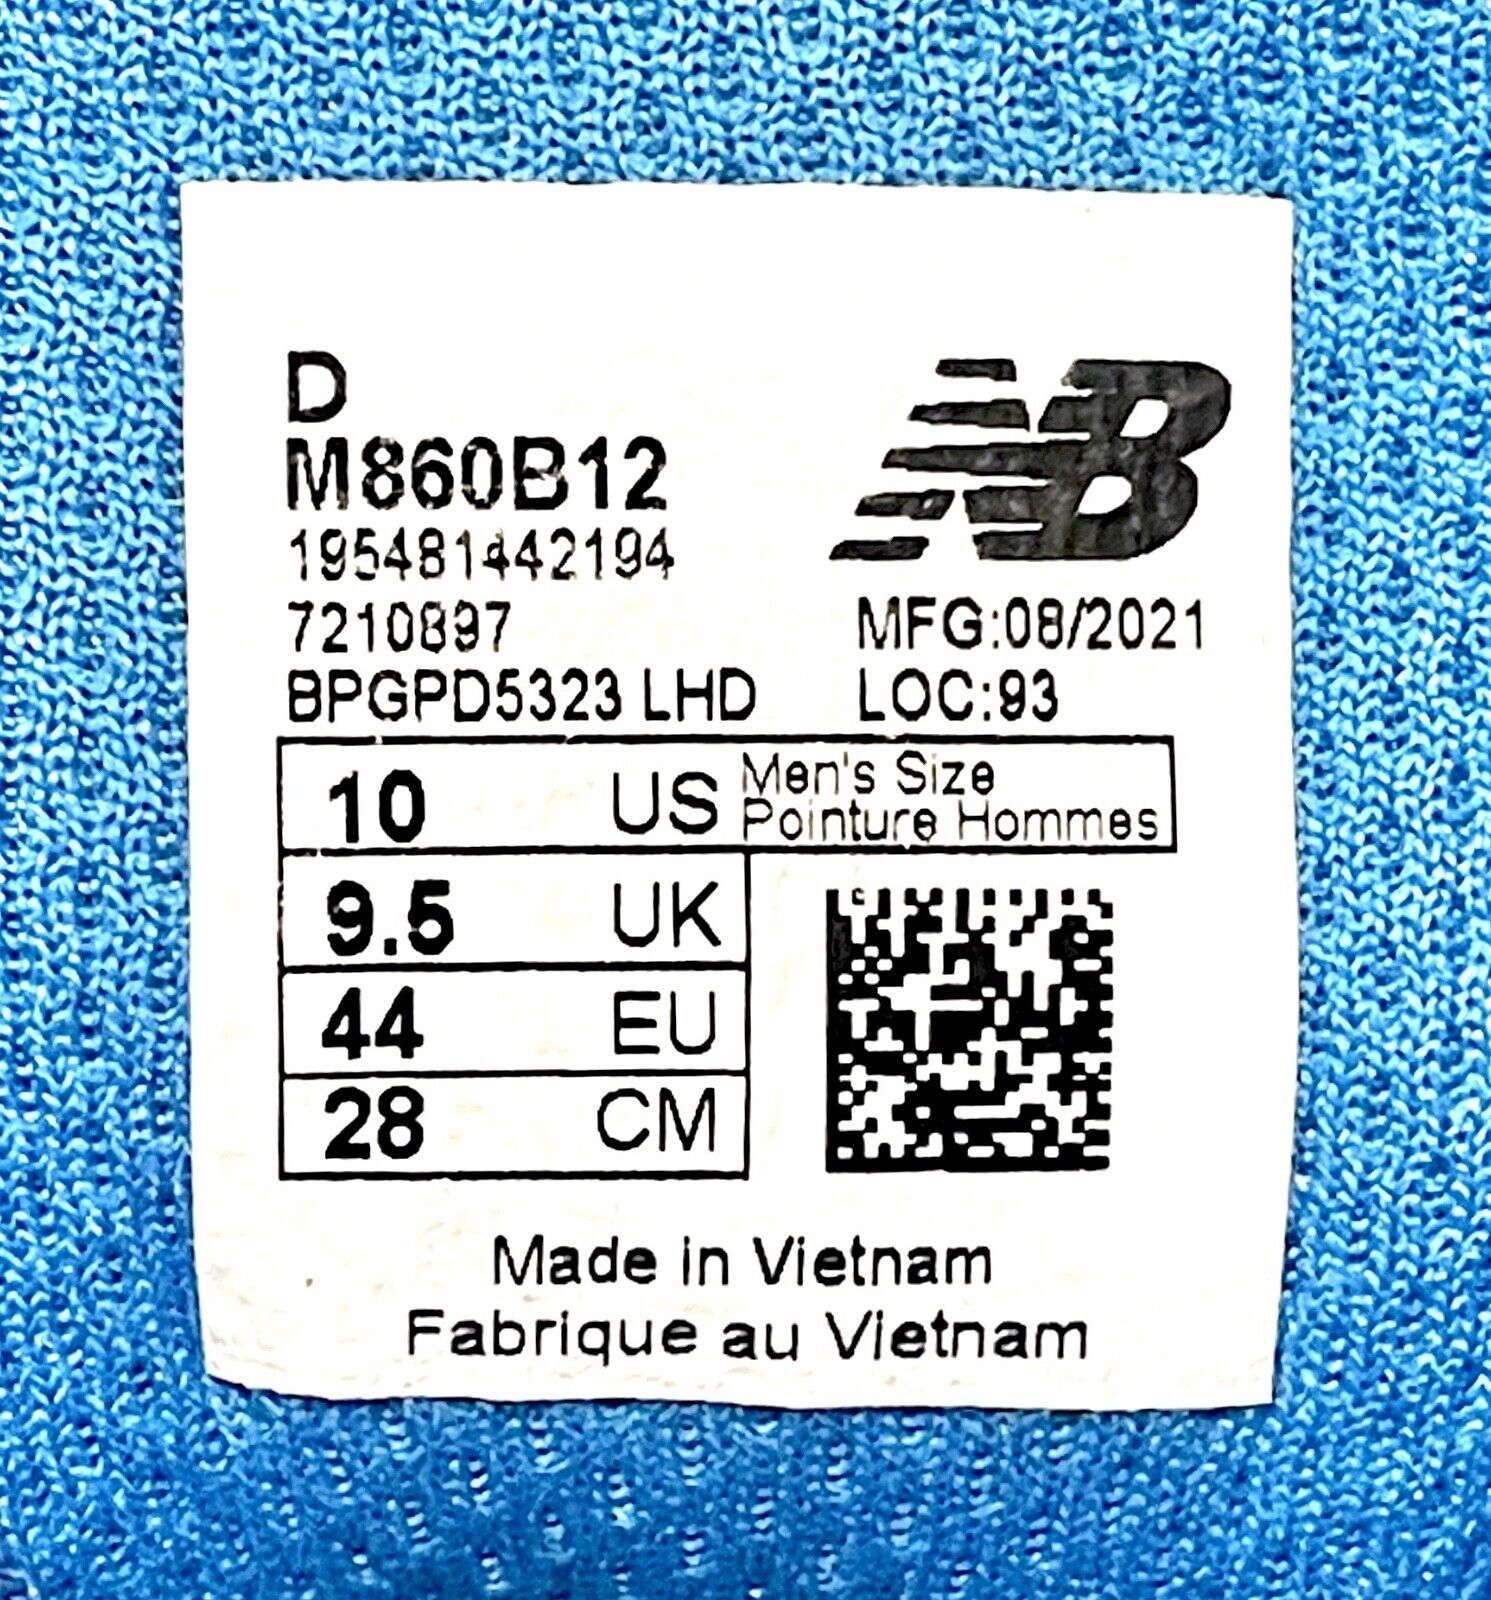 D
M860B12
195481442194
7210897
BPGPD5323 LHD
NB
MFG:08/2021
LOC:93
10 US Men's Size
Pointure Hommes
9.5 UK
44 EU
28 CM
Made in Vietnam
Fabrique au Vietnam